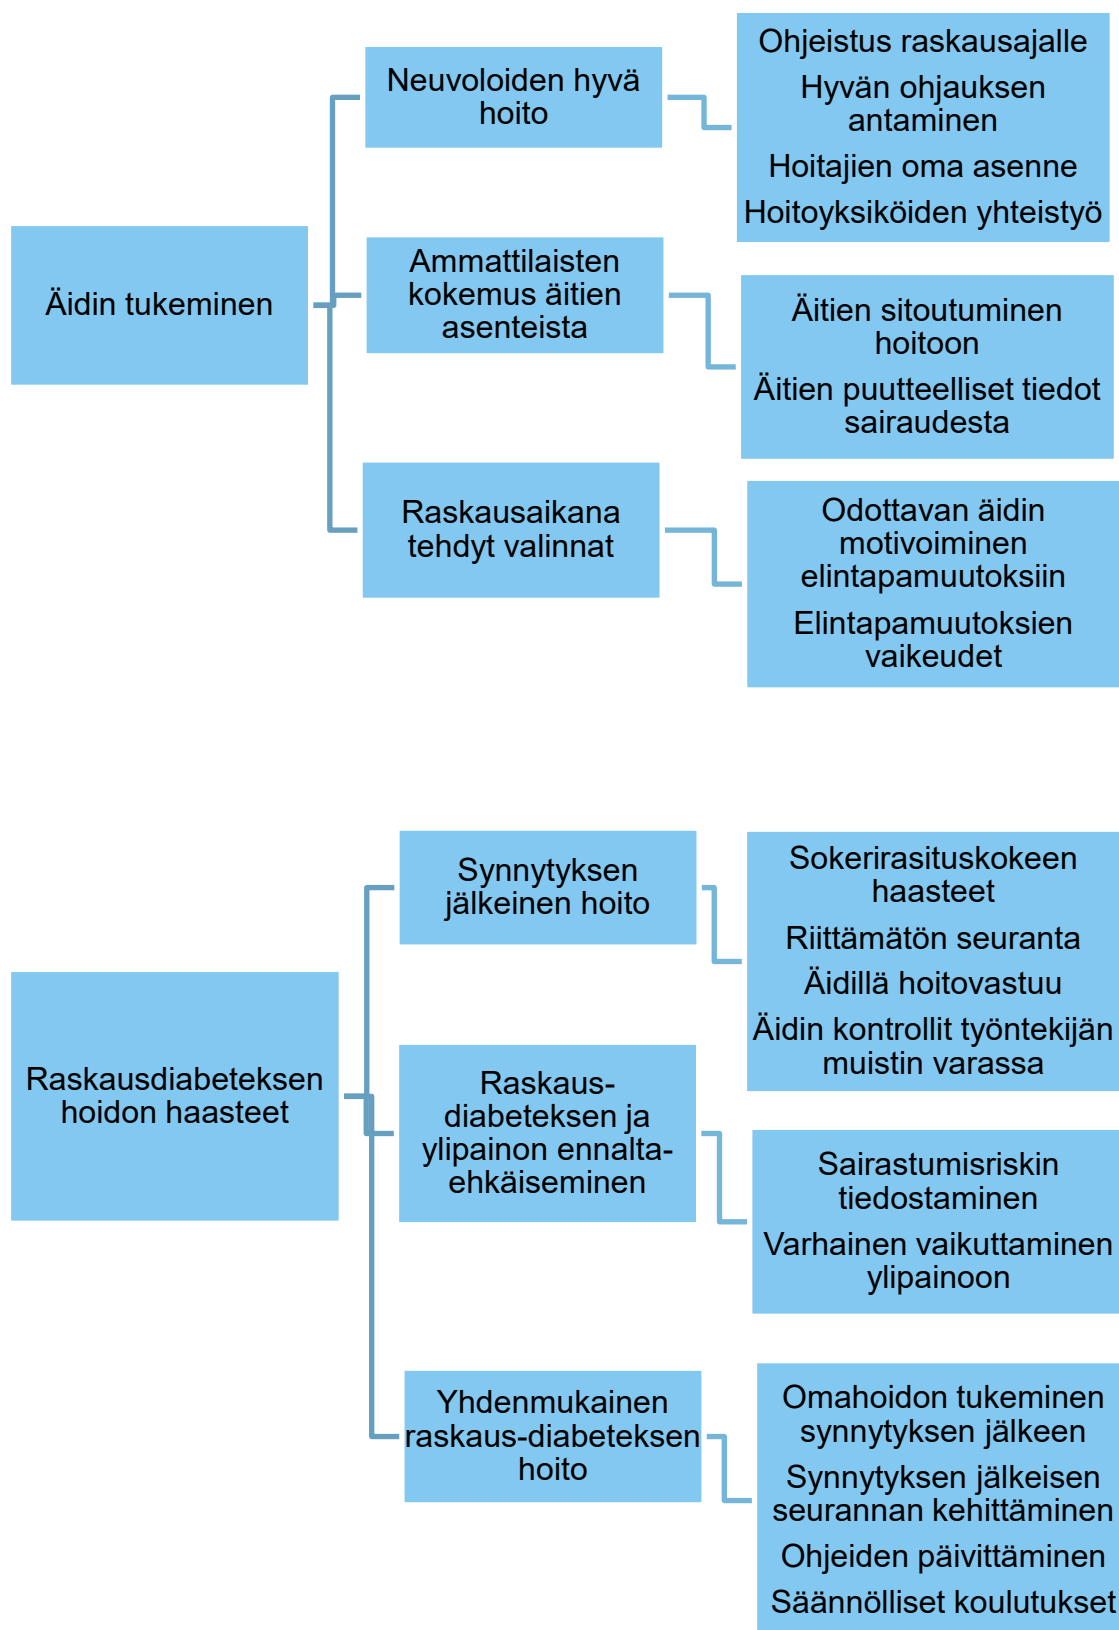 Äidin tukeminen
Neuvoloiden hyvä
hoito
Ohjeistus raskausajalle
Hyvän ohjauksen
antaminen
Hoitajien oma asenne
Hoitoyksiköiden yhteistyö
Ammattilaisten
kokemus äitien
asenteista
Äitien sitoutuminen
hoitoon
Äitien puutteelliset tiedot
sairaudesta
Raskausaikana
tehdyt valinnat
Odottavan äidin
motivoiminen
elintapamuutoksiin
Elintapamuutoksien
vaikeudet
Raskausdiabeteksen
hoidon haasteet
Synnytyksen
jälkeinen hoito
Sokerirasituskokeen
haasteet
Riittämätön seuranta
Äidillä hoitovastuu
Äidin kontrollit työntekijän
muistin varassa
Raskaus-
diabeteksen ja
ylipainon ennalta-
ehkäiseminen
Sairastumisriskin
tiedostaminen
Varhainen vaikuttaminen
ylipainoon
Yhdenmukainen
raskaus-diabeteksen
hoito
Omahoidon tukeminen
synnytyksen jälkeen
Synnytyksen jälkeisen
seurannan kehittäminen
Ohjeiden päivittäminen
Säännölliset koulutukset